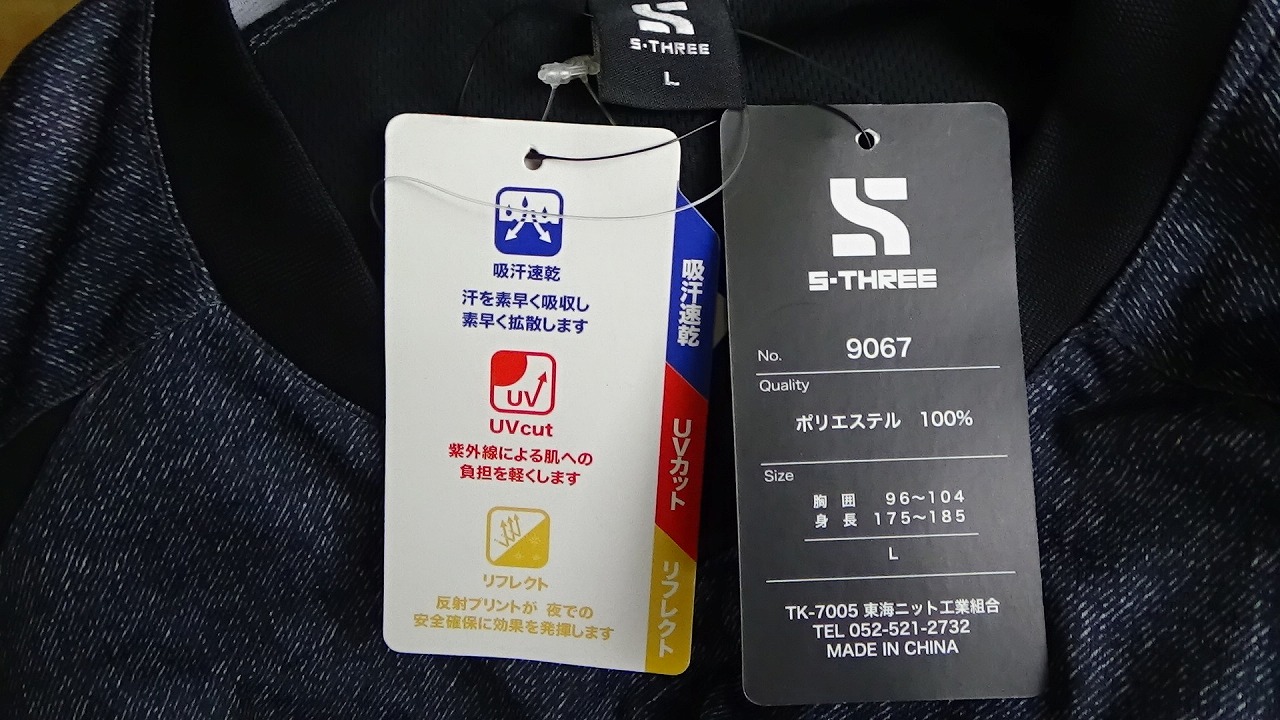 S-THREE
L
吸汗速乾
汗を素早く吸収し
素早く拡散します
UV
UVcut
紫外線による肌への
負担を軽くします
リフレクト
反射プリントが 夜での
安全確保に効果を発揮します
吸汗速乾
UVカット
リフレクト
S-THREE
No. 9067
Quality
ポリエステル 100%
Size
胸囲 96〜104
身長 175〜185
L
TK-7005 東海ニット工業組合
TEL 052-521-2732
MADE IN CHINA